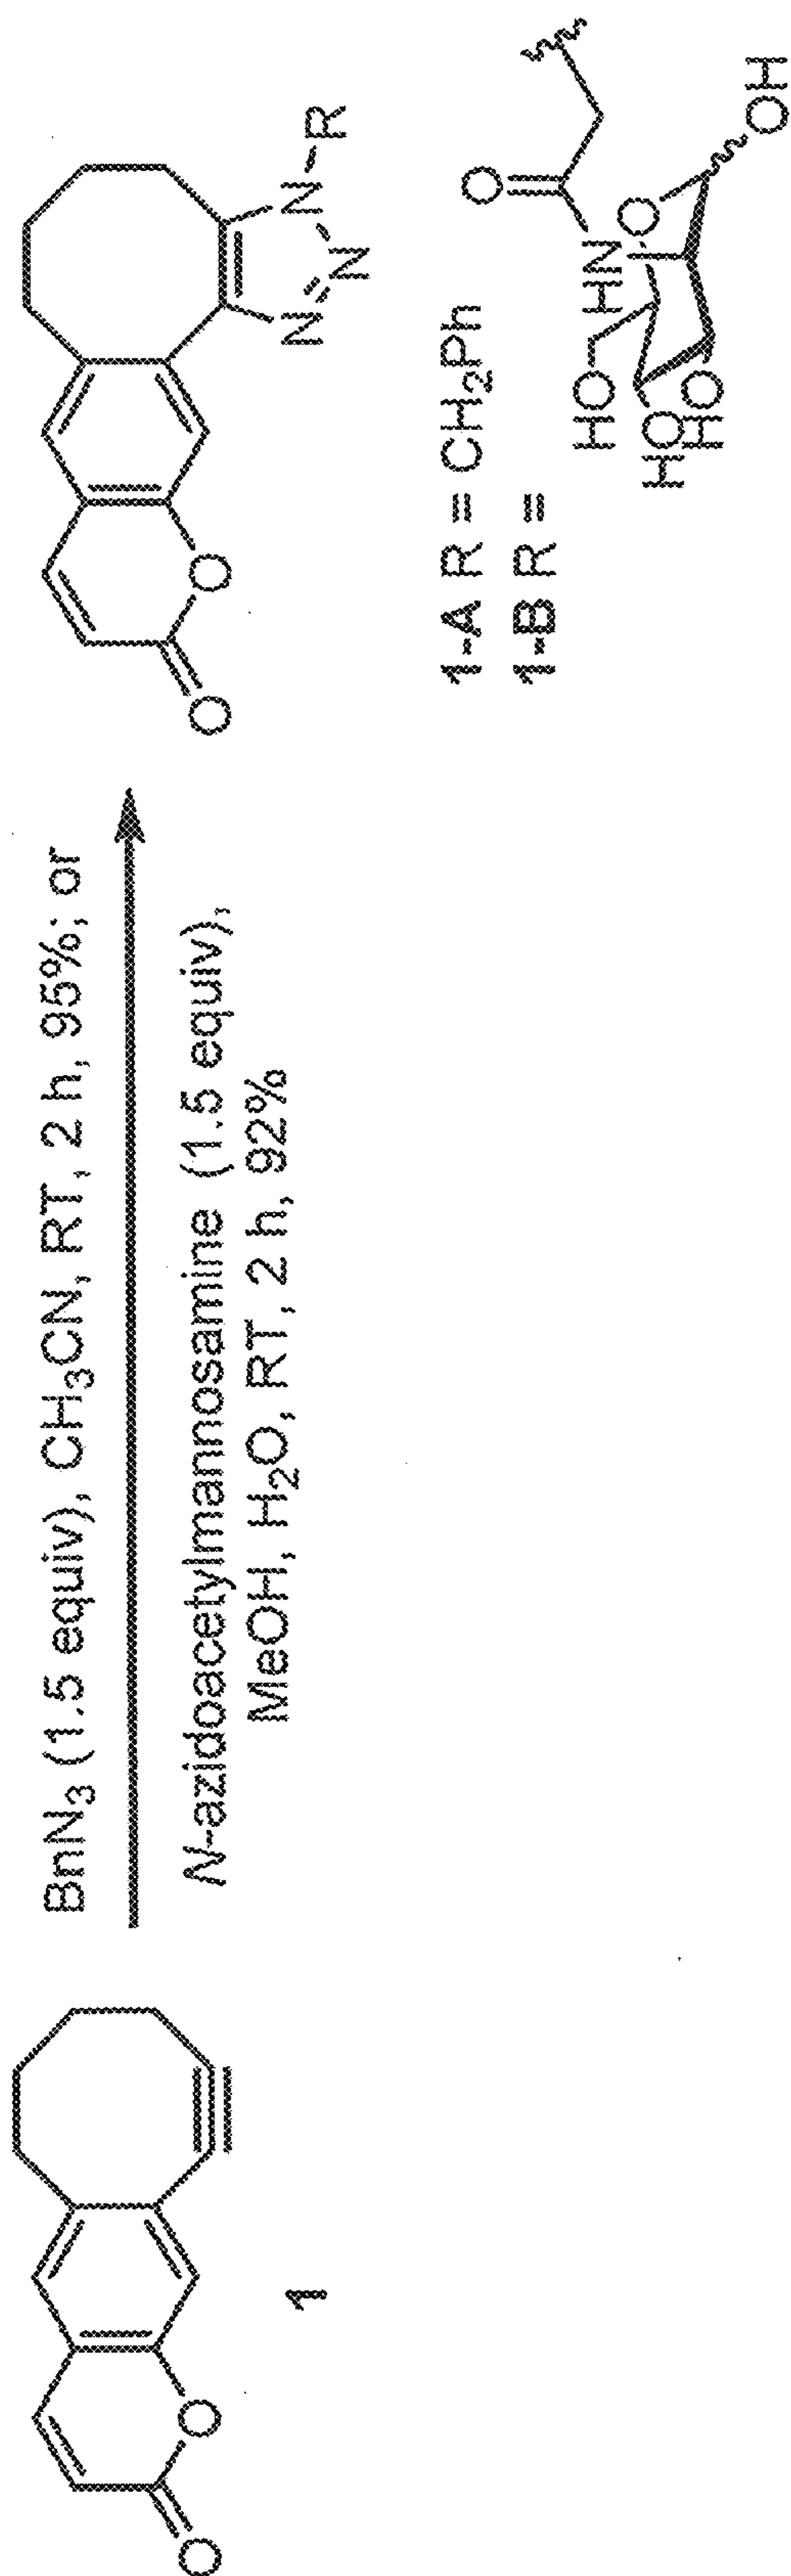 BnN3 (1.5 equiv), CH3CN, RT, 2 h, 95%; or
N-azidoacetylmannosamine (1.5 equiv),
MeOH, H2O, RT, 2 h, 92%
O
O
1
O
O
N
N
N-R
1-A R = CH2Ph
1-B R =
O
HN
O
HO
HO
HO
OH